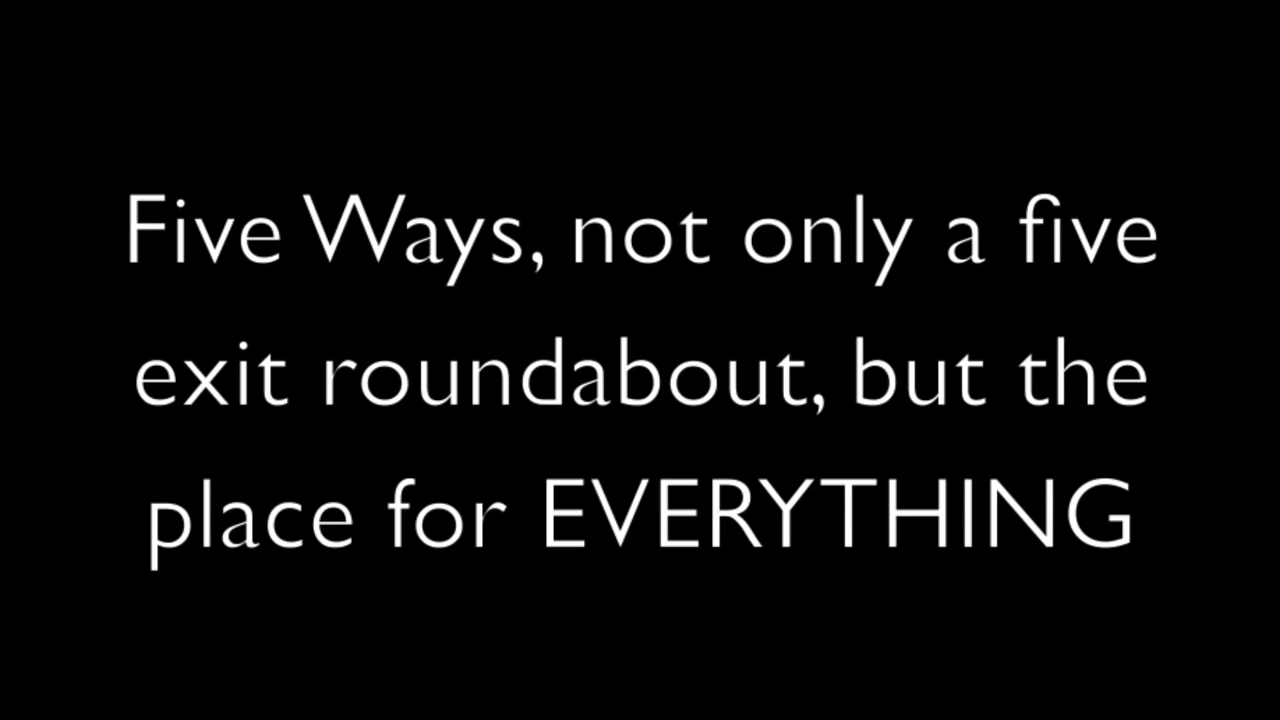 Five Ways, not only a five
exit roundabout, but the
place for EVERYTHING